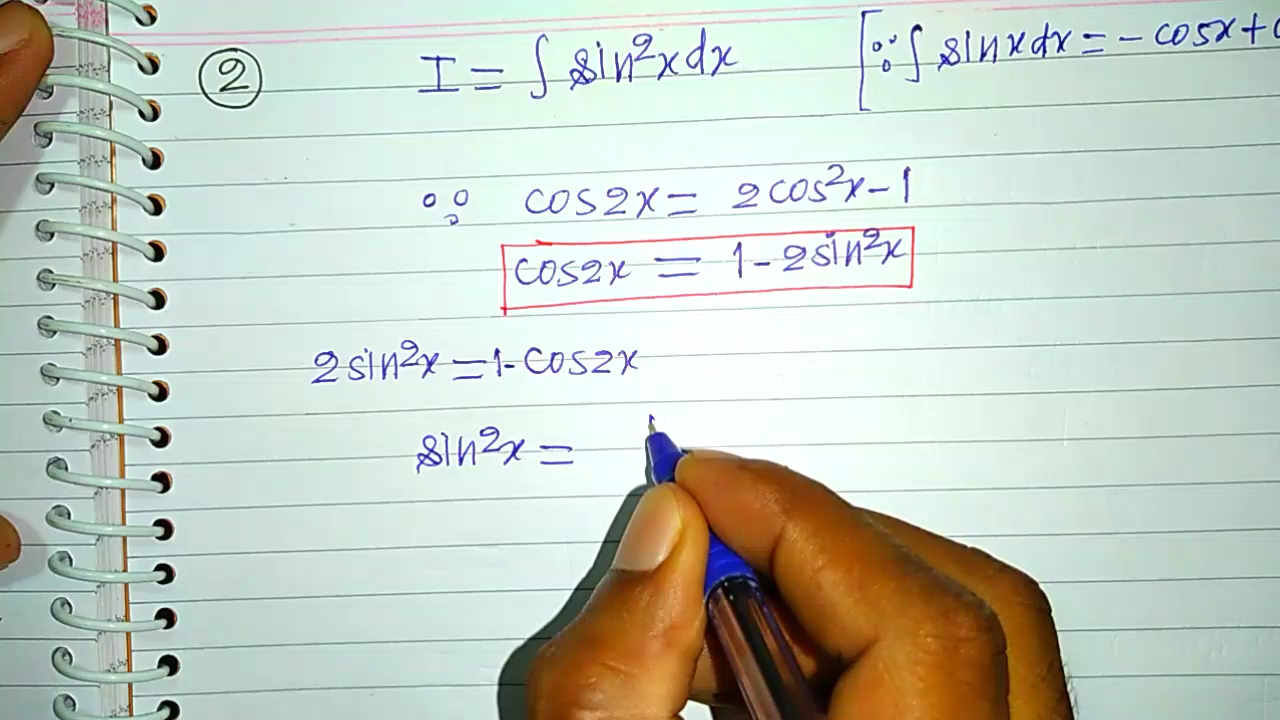 ② I = ∫ sin²x dx [∵ ∫ sinx dx = - cosx +
∵ cos2x = 2cos²x - 1
cos2x = 1 - 2sin²x
2sin²x = 1 - cos2x
sin²x =